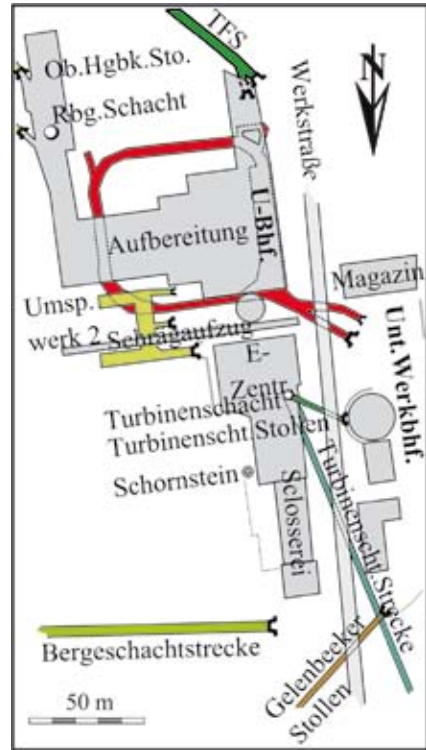 TFS
Ob.Hgbk.Sto.
N
Rbg.Schacht
Werkstraße
U-Bhf.
Aufbereitung
Magazin
Umsp.
werk 2
Schrägaufzug
Unt.Werkbhf.
E-
Zentr.
Turbinenschacht
Turbinenscht.Stollen
Schornstein
Sclosserei
Turbinenscht.Strecke
Bergeschachtstrecke
Gelenbeeker
Stollen
50 m